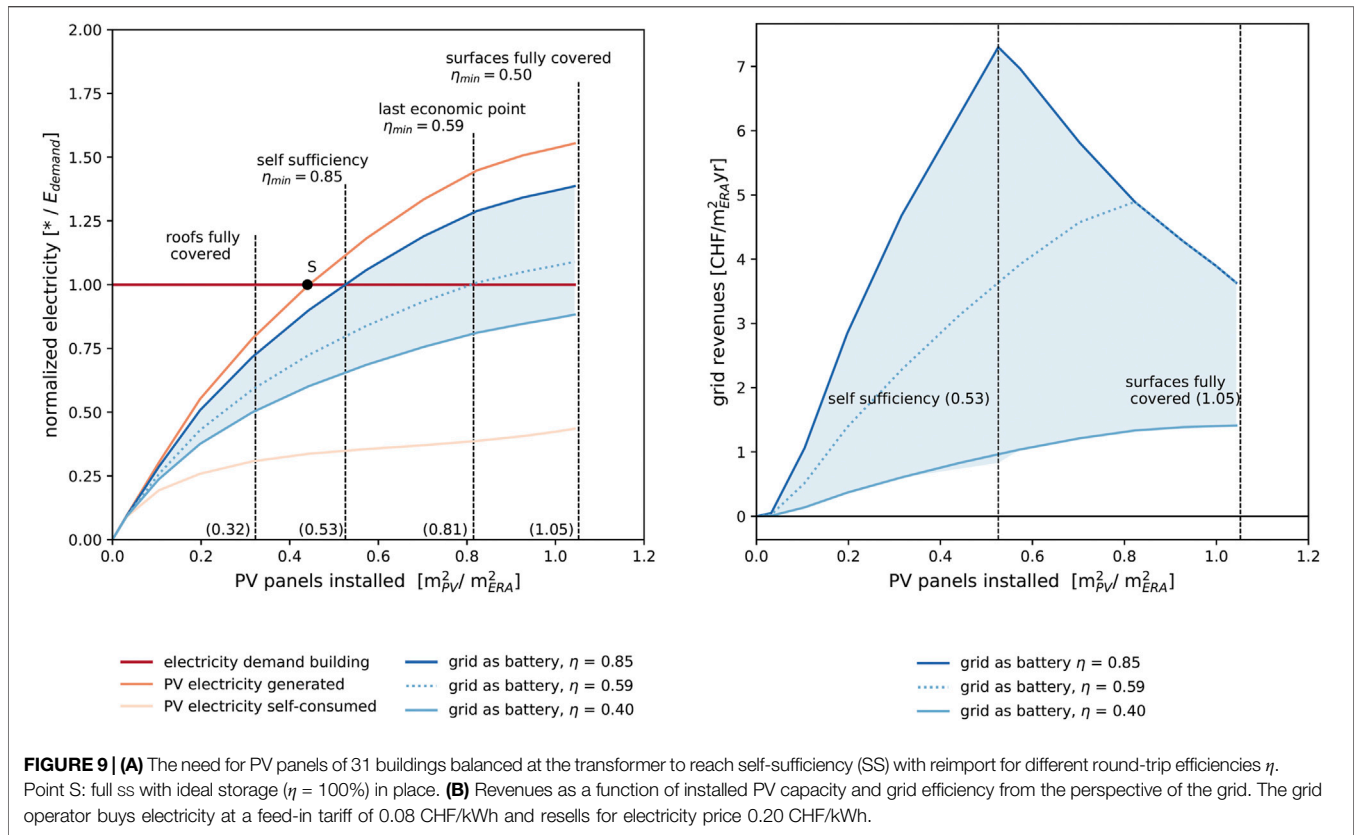 2.00
1.75
1.50
1.25
1.00
0.75
0.50
0.25
0.00
normalized electricity [* / E_demand]
surfaces fully covered
η_min = 0.50
last economic point
η_min = 0.59
self sufficiency
η_min = 0.85
roofs fully
covered
S
(0.32)
(0.53)
(0.81)
(1.05)
0.0 0.2 0.4 0.6 0.8 1.0 1.2
PV panels installed [m²_PV/ m²_ERA]
7
6
5
4
3
2
1
0
grid revenues [CHF/m²_ERA yr]
self sufficiency (0.53)
surfaces fully
covered (1.05)
0.0 0.2 0.4 0.6 0.8 1.0 1.2
PV panels installed [m²_PV/ m²_ERA]
electricity demand building
PV electricity generated
PV electricity self-consumed
grid as battery, η = 0.85
grid as battery, η = 0.59
grid as battery, η = 0.40
grid as battery η = 0.85
grid as battery, η = 0.59
grid as battery, η = 0.40
FIGURE 9 | (A) The need for PV panels of 31 buildings balanced at the transformer to reach self-sufficiency (SS) with reimport for different round-trip efficiencies η.
Point S: full ss with ideal storage (η = 100%) in place. (B) Revenues as a function of installed PV capacity and grid efficiency from the perspective of the grid. The grid
operator buys electricity at a feed-in tariff of 0.08 CHF/kWh and resells for electricity price 0.20 CHF/kWh.